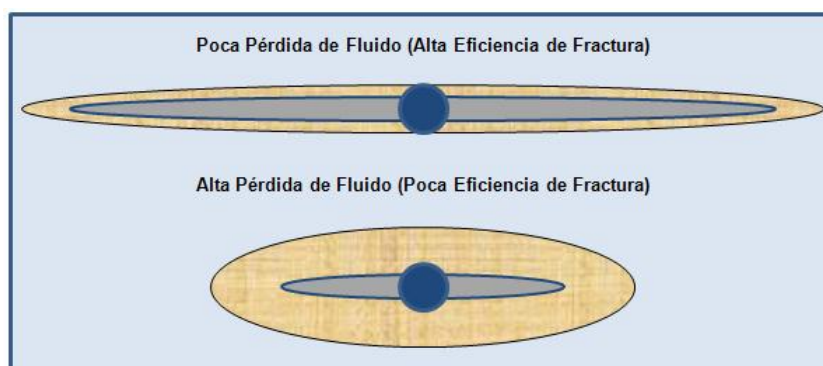 Poca Pérdida de Fluido (Alta Eficiencia de Fractura)
Alta Pérdida de Fluido (Poca Eficiencia de Fractura)